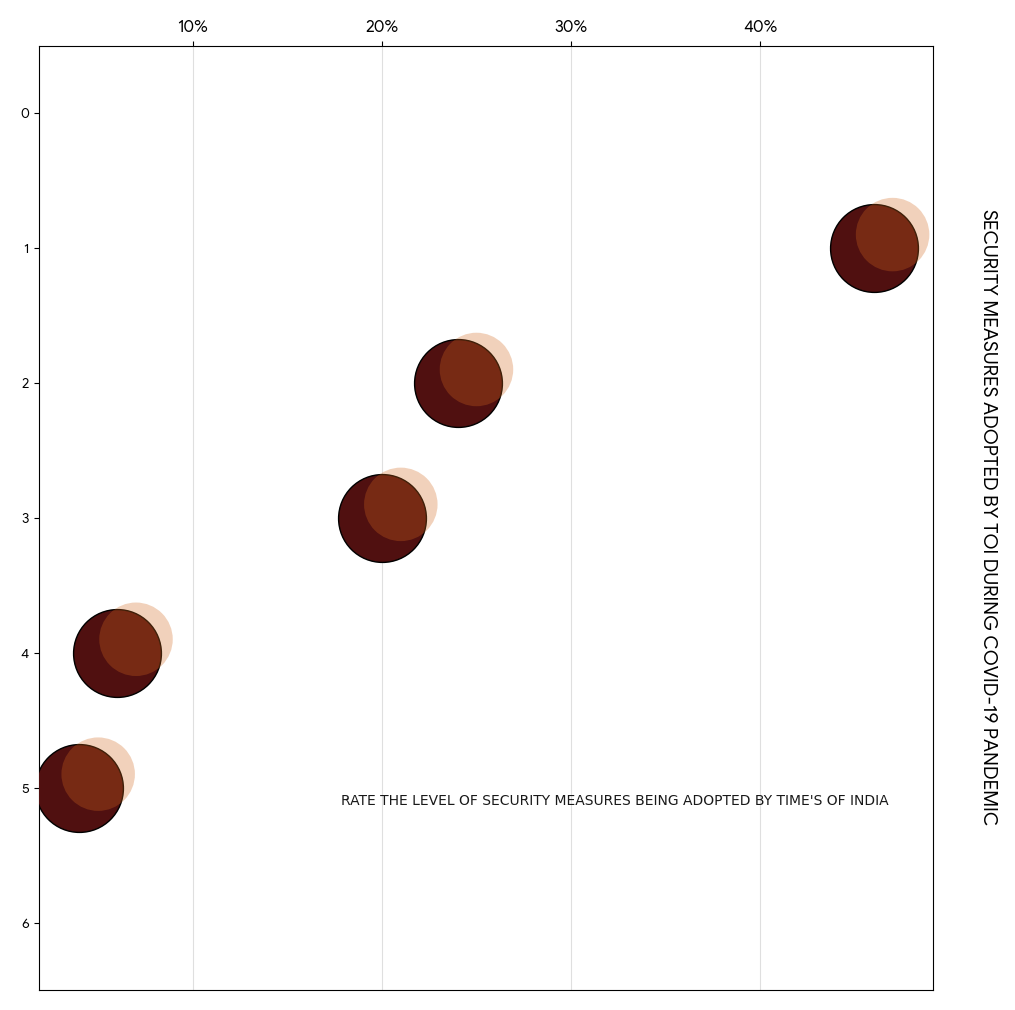 10% 20% 30% 40%
0
1
2
3
4
5
6
RATE THE LEVEL OF SECURITY MEASURES BEING ADOPTED BY TIME'S OF INDIA
SECURITY MEASURES ADOPTED BY TOI DURING COVID-19 PANDEMIC